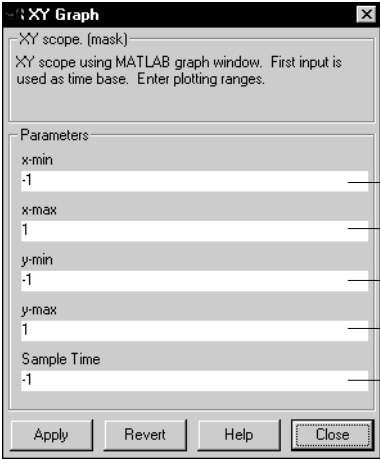 XY Graph
XY scope. (mask)
XY scope using MATLAB graph window. First input is
used as time base. Enter plotting ranges.
Parameters
x-min
-1
x-max
1
y-min
-1
y-max
1
Sample Time
-1
Apply Revert Help Close